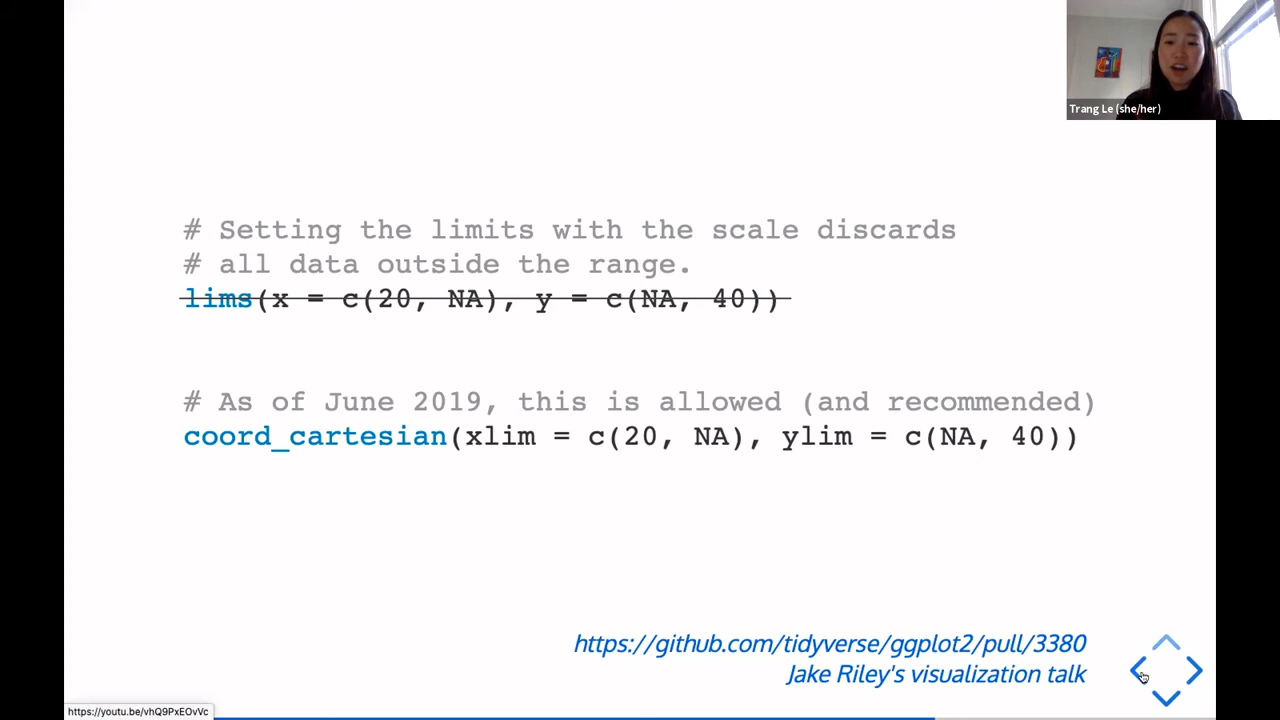 Trang Le (she/her)
# Setting the limits with the scale discards
# all data outside the range.
lims(x = c(20, NA), y = c(NA, 40))
# As of June 2019, this is allowed (and recommended)
coord_cartesian(xlim = c(20, NA), ylim = c(NA, 40))
https://github.com/tidyverse/ggplot2/pull/3380
Jake Riley's visualization talk
https://youtu.be/vhQ9PxEOvVc